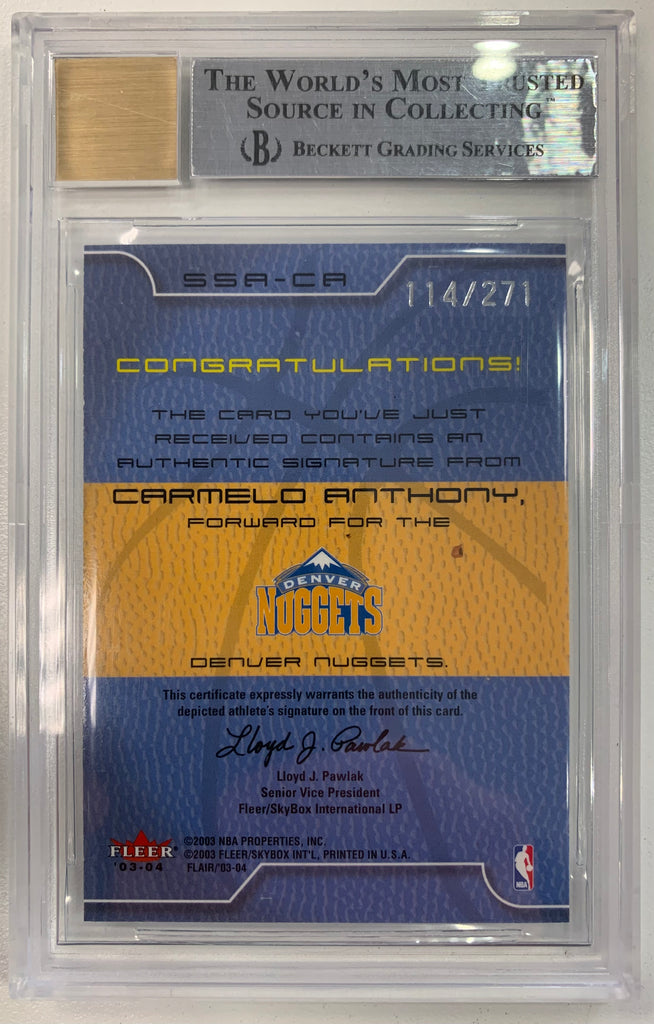 THE WORLD'S MOST TRUSTED
SOURCE IN COLLECTING™
B BECKETT GRADING SERVICES
SSA-CA
114/271
CONGRATULATIONS!
THE CARD YOU'VE JUST
RECEIVED CONTAINS AN
AUTHENTIC SIGNATURE FROM
CARMELO ANTHONY,
FORWARD FOR THE
DENVER
NUGGETS
DENVER NUGGETS.
This certificate expressly warrants the authenticity of the
depicted athlete's signature on the front of this card.
Lloyd J. Pawlak
Lloyd J. Pawlak
Senior Vice President
Fleer/SkyBox International LP
FLEER
'03-04
©2003 NBA PROPERTIES, INC.
©2003 FLEER/SKYBOX INT'L, PRINTED IN U.S.A.
FLAIR/'03-04
NBA